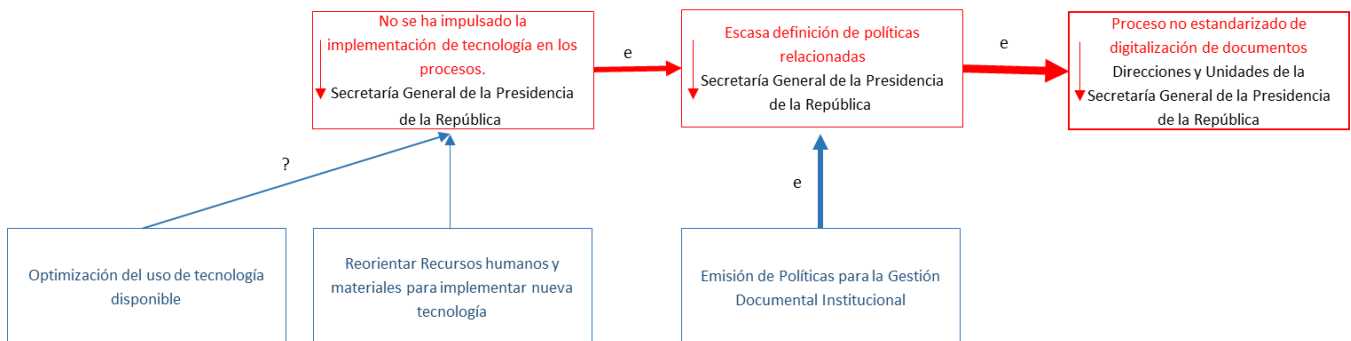 No se ha impulsado la
implementación de tecnología en los
procesos.
Secretaría General de la Presidencia
de la República
e
Escasa definición de políticas
relacionadas
Secretaría General de la Presidencia
de la República
e
Proceso no estandarizado de
digitalización de documentos
Direcciones y Unidades de la
Secretaría General de la Presidencia
de la República
?
e
Optimización del uso de tecnología
disponible
Reorientar Recursos humanos y
materiales para implementar nueva
tecnología
Emisión de Políticas para la Gestión
Documental Institucional